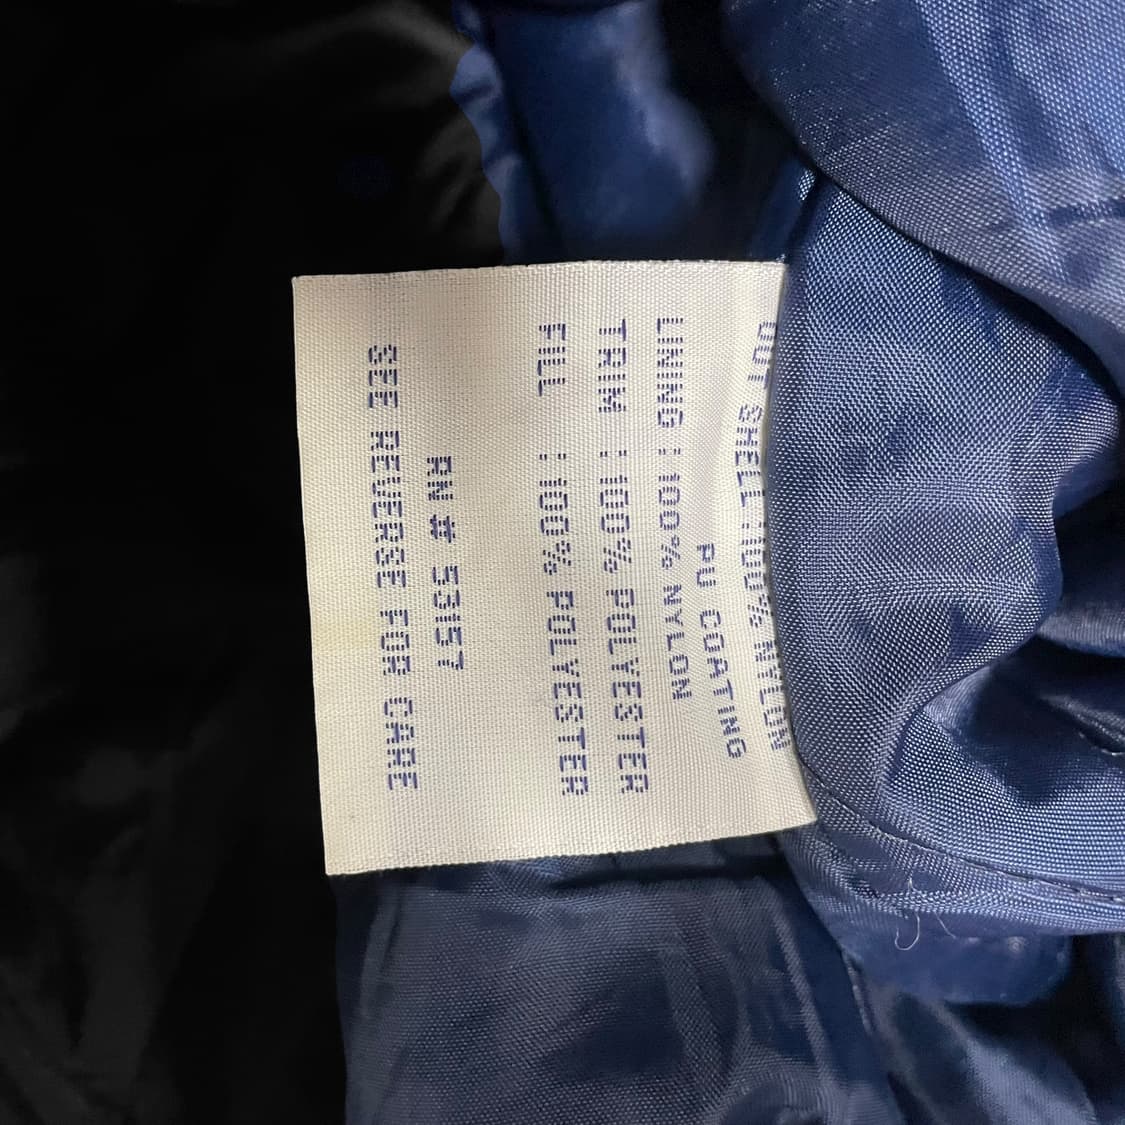 OUT SHELL : 100% NYLON
PU COATING
LINING : 100% NYLON
TRIM : 100% POLYESTER
FILL : 100% POLYESTER
RN # 53157
SEE REVERSE FOR CARE